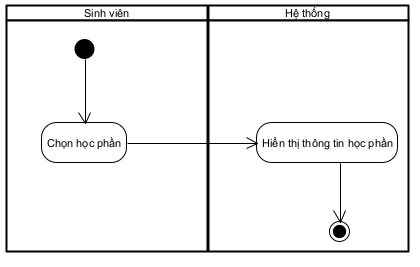 Sinh viên
Hệ thống
Chọn học phần
Hiển thị thông tin học phần